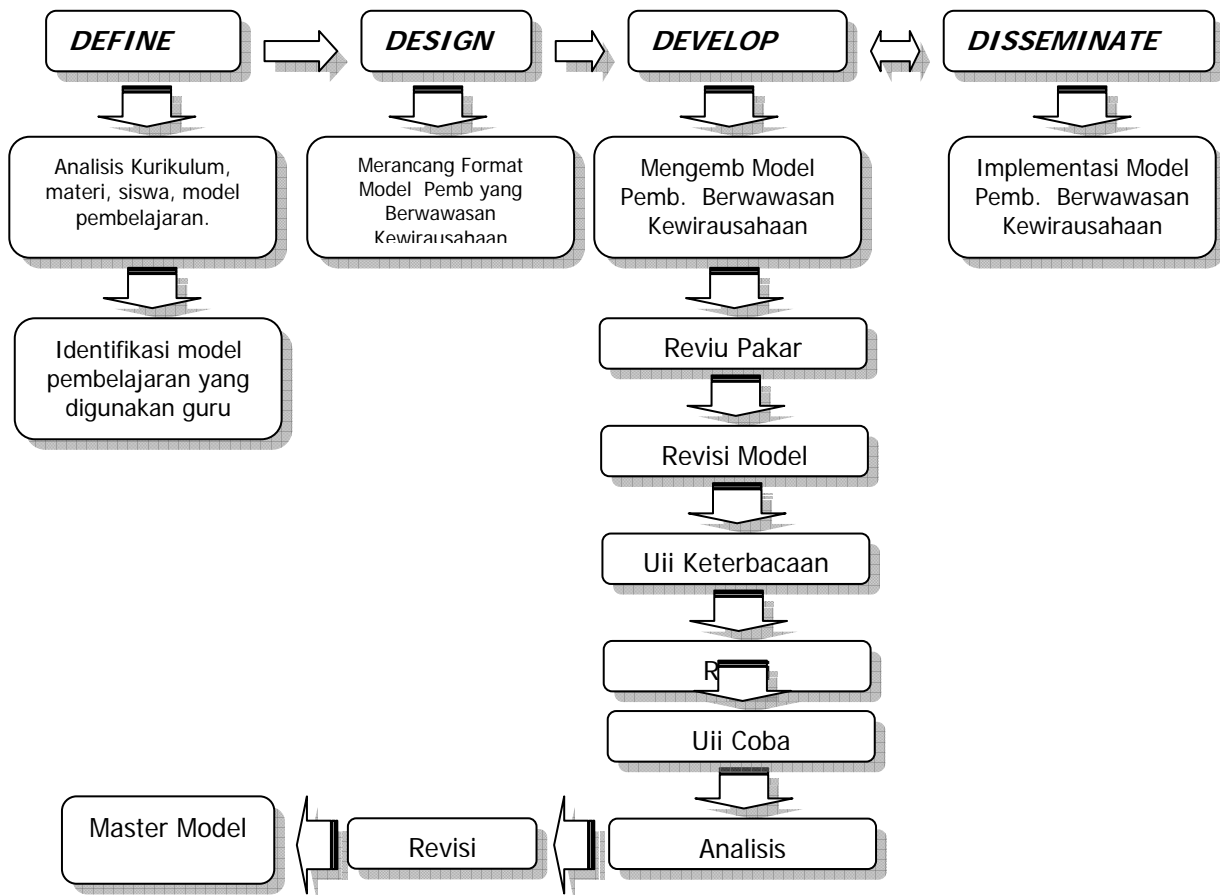 DEFINE
DESIGN
DEVELOP
DISSEMINATE
Analisis Kurikulum,
materi, siswa, model
pembelajaran.
Merancang Format
Model Pemb yang
Berwawasan
Kewirausahaan
Mengemb Model
Pemb. Berwawasan
Kewirausahaan
Implementasi Model
Pemb. Berwawasan
Kewirausahaan
Identifikasi model
pembelajaran yang
digunakan guru
Reviu Pakar
Revisi Model
Uii Keterbacaan
Uii Coba
Master Model
Revisi
Analisis